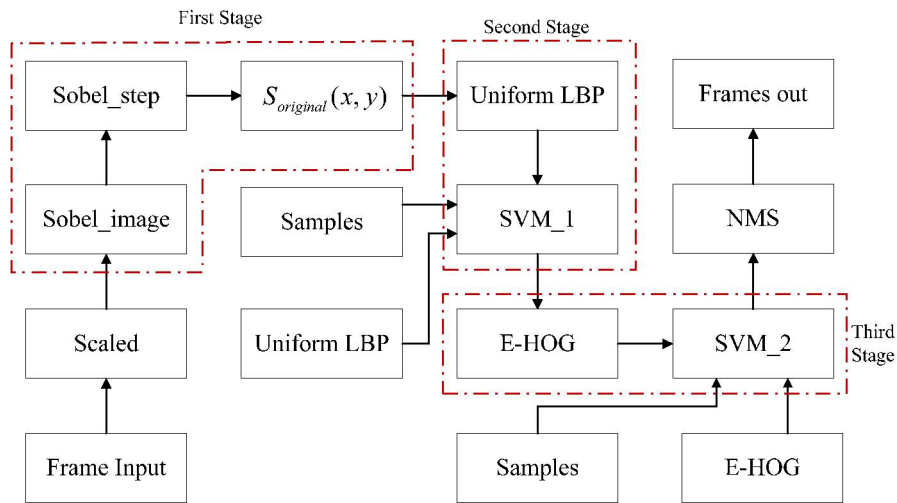 First Stage
Second Stage
Sobel_step
S_original(x, y)
Uniform LBP
Frames out
Sobel_image
Samples
SVM_1
NMS
Scaled
Uniform LBP
E-HOG
SVM_2
Third
Stage
Frame Input
Samples
E-HOG